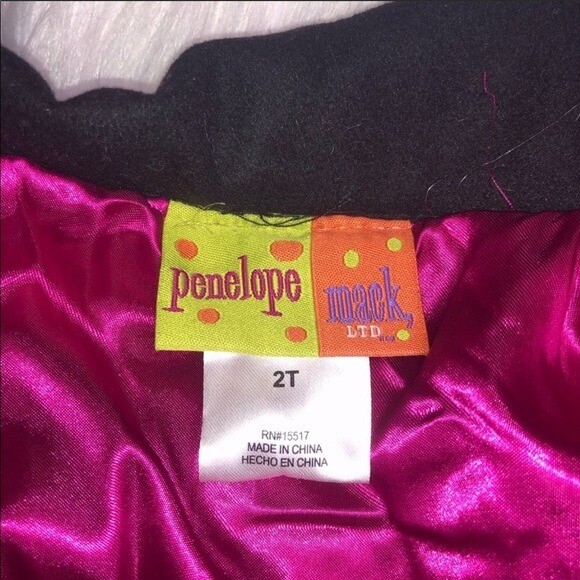 penelope mack,
LTD...
2T
RN#15517
MADE IN CHINA
HECHO EN CHINA